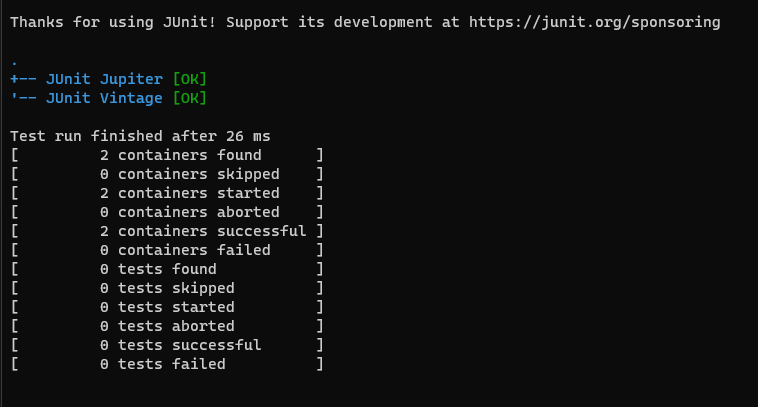 Thanks for using JUnit! Support its development at https://junit.org/sponsoring
.
+-- JUnit Jupiter [OK]
'-- JUnit Vintage [OK]
Test run finished after 26 ms
[         2 containers found      ]
[         0 containers skipped    ]
[         2 containers started    ]
[         0 containers aborted    ]
[         2 containers successful ]
[         0 containers failed     ]
[         0 tests found           ]
[         0 tests skipped         ]
[         0 tests started         ]
[         0 tests aborted         ]
[         0 tests successful      ]
[         0 tests failed          ]